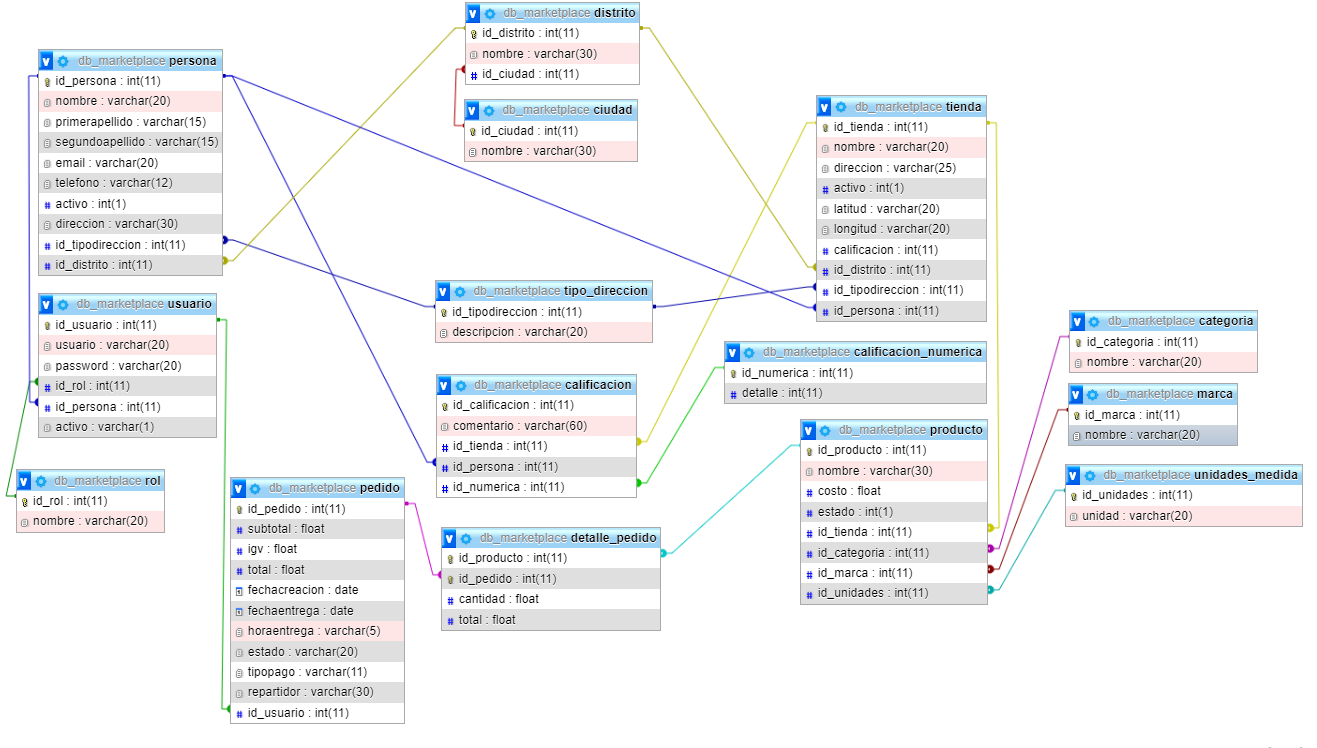 db_marketplace distrito
id_distrito : int(11)
nombre : varchar(30)
id_ciudad : int(11)
db_marketplace ciudad
id_ciudad : int(11)
nombre : varchar(30)
db_marketplace persona
id_persona : int(11)
nombre : varchar(20)
primerapellido : varchar(15)
segundoapellido : varchar(15)
email : varchar(20)
telefono : varchar(12)
activo : int(1)
direccion : varchar(30)
id_tipodireccion : int(11)
id_distrito : int(11)
db_marketplace tienda
id_tienda : int(11)
nombre : varchar(20)
direccion : varchar(25)
activo : int(1)
latitud : varchar(20)
longitud : varchar(20)
calificacion : int(11)
id_distrito : int(11)
id_tipodireccion : int(11)
id_persona : int(11)
db_marketplace usuario
id_usuario : int(11)
usuario : varchar(20)
password : varchar(20)
id_rol : int(11)
id_persona : int(11)
activo : varchar(1)
db_marketplace tipo_direccion
id_tipodireccion : int(11)
descripcion : varchar(20)
db_marketplace calificacion_numerica
id_numerica : int(11)
detalle : int(11)
db_marketplace categoria
id_categoria : int(11)
nombre : varchar(20)
db_marketplace calificacion
id_calificacion : int(11)
comentario : varchar(60)
id_tienda : int(11)
id_persona : int(11)
id_numerica : int(11)
db_marketplace marca
id_marca : int(11)
nombre : varchar(20)
db_marketplace producto
id_producto : int(11)
nombre : varchar(30)
costo : float
estado : int(1)
id_tienda : int(11)
id_categoria : int(11)
id_marca : int(11)
id_unidades : int(11)
db_marketplace unidades_medida
id_unidades : int(11)
unidad : varchar(20)
db_marketplace rol
id_rol : int(11)
nombre : varchar(20)
db_marketplace pedido
id_pedido : int(11)
subtotal : float
igv : float
total : float
fechacreacion : date
fechaentrega : date
horaentrega : varchar(5)
estado : varchar(20)
tipopago : varchar(11)
repartidor : varchar(30)
id_usuario : int(11)
db_marketplace detalle_pedido
id_producto : int(11)
id_pedido : int(11)
cantidad : float
total : float